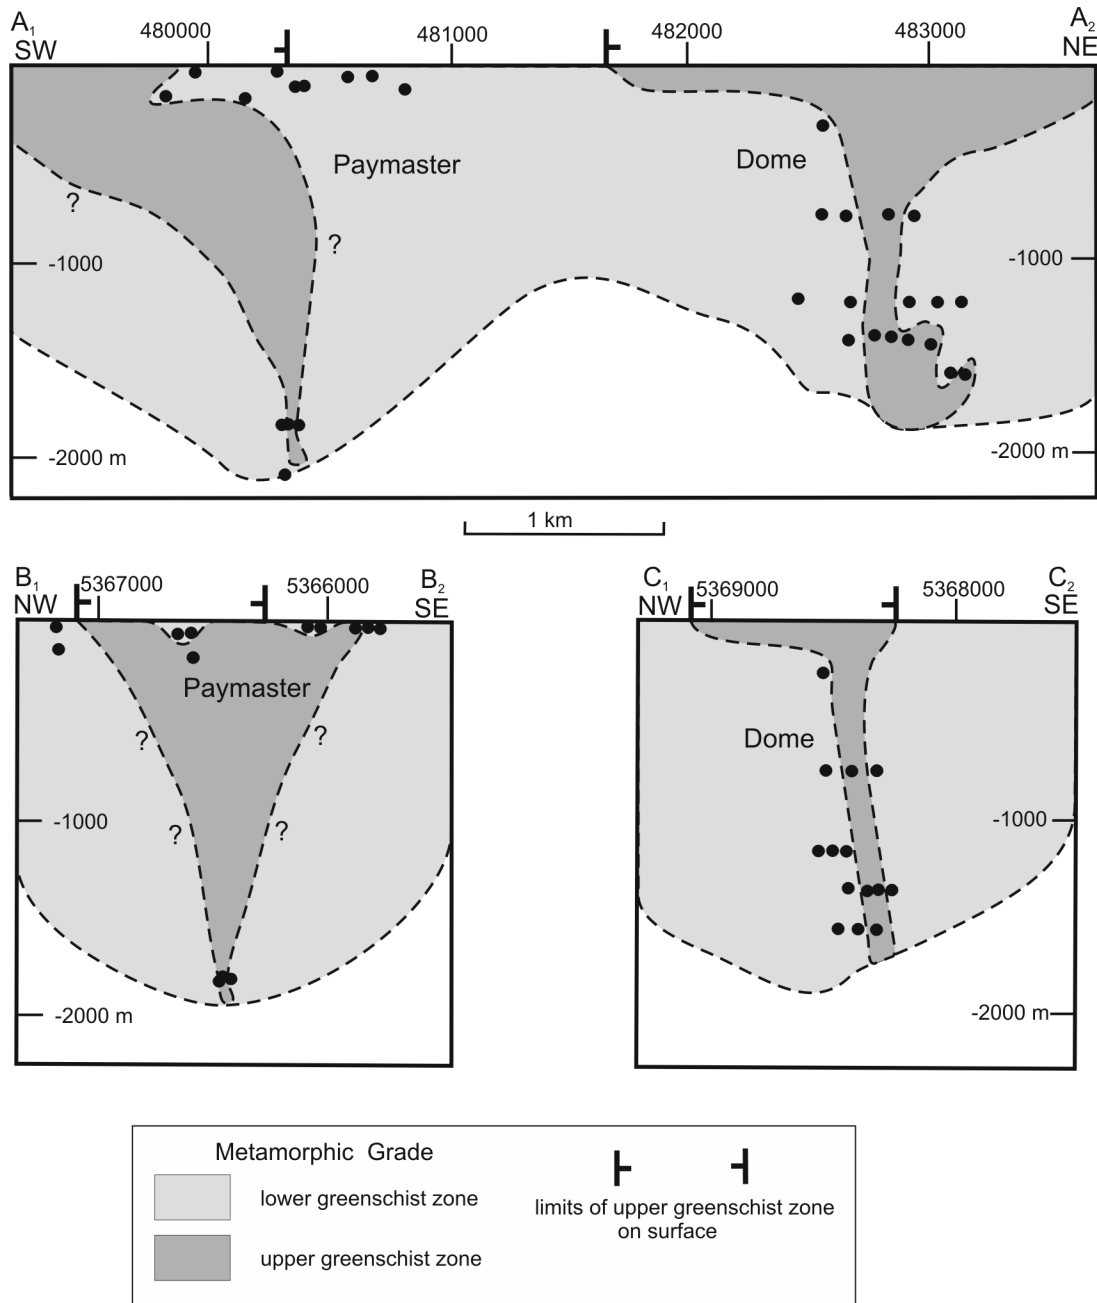 A1
SW
480000
481000
482000
483000
A2
NE
Paymaster
Dome
?
?
-1000
-1000
-2000 m
-2000 m
1 km
B1
NW
5367000
5366000
B2
SE
C1
NW
5369000
5368000
C2
SE
Paymaster
?
?
?
?
-1000
-2000 m
Dome
-1000
-2000 m
Metamorphic Grade
lower greenschist zone
upper greenschist zone
limits of upper greenschist zone
on surface